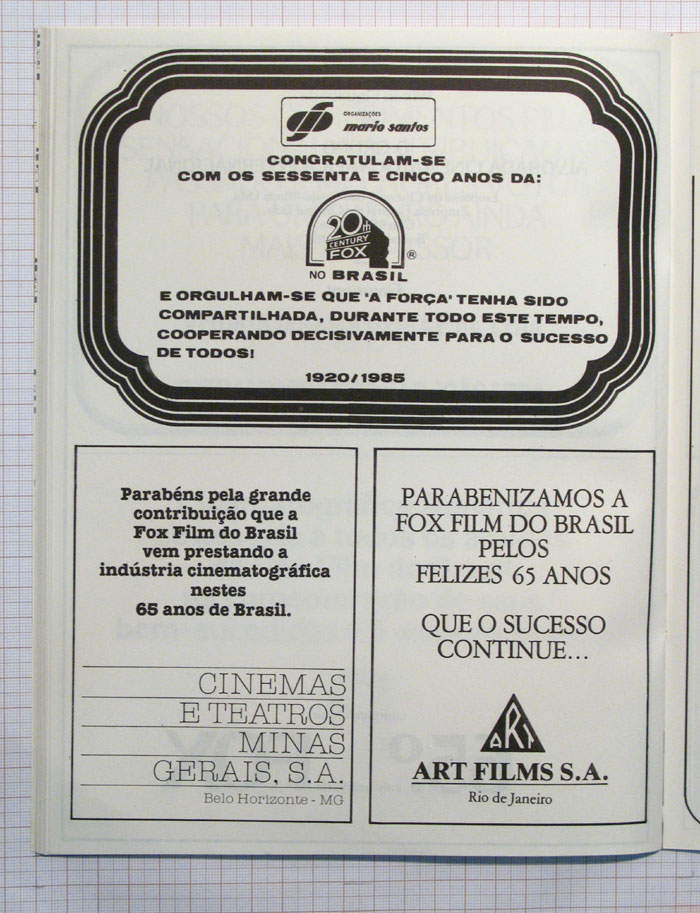 ORGANIZAÇÕES
mario santos
CONGRATULAM-SE
COM OS SESSENTA E CINCO ANOS DA:
20th
CENTURY
FOX
®
NO BRASIL
E ORGULHAM-SE QUE 'A FORÇA' TENHA SIDO
COMPARTILHADA, DURANTE TODO ESTE TEMPO,
COOPERANDO DECISIVAMENTE PARA O SUCESSO
DE TODOS!
1920/1985
Parabéns pela grande
contribuição que a
Fox Film do Brasil
vem prestando a
indústria cinematográfica
nestes
65 anos de Brasil.
CINEMAS
E TEATROS
MINAS
GERAIS, S.A.
Belo Horizonte - MG
PARABENIZAMOS A
FOX FILM DO BRASIL
PELOS
FELIZES 65 ANOS
QUE O SUCESSO
CONTINUE...
ART
ART FILMS S.A.
Rio de Janeiro